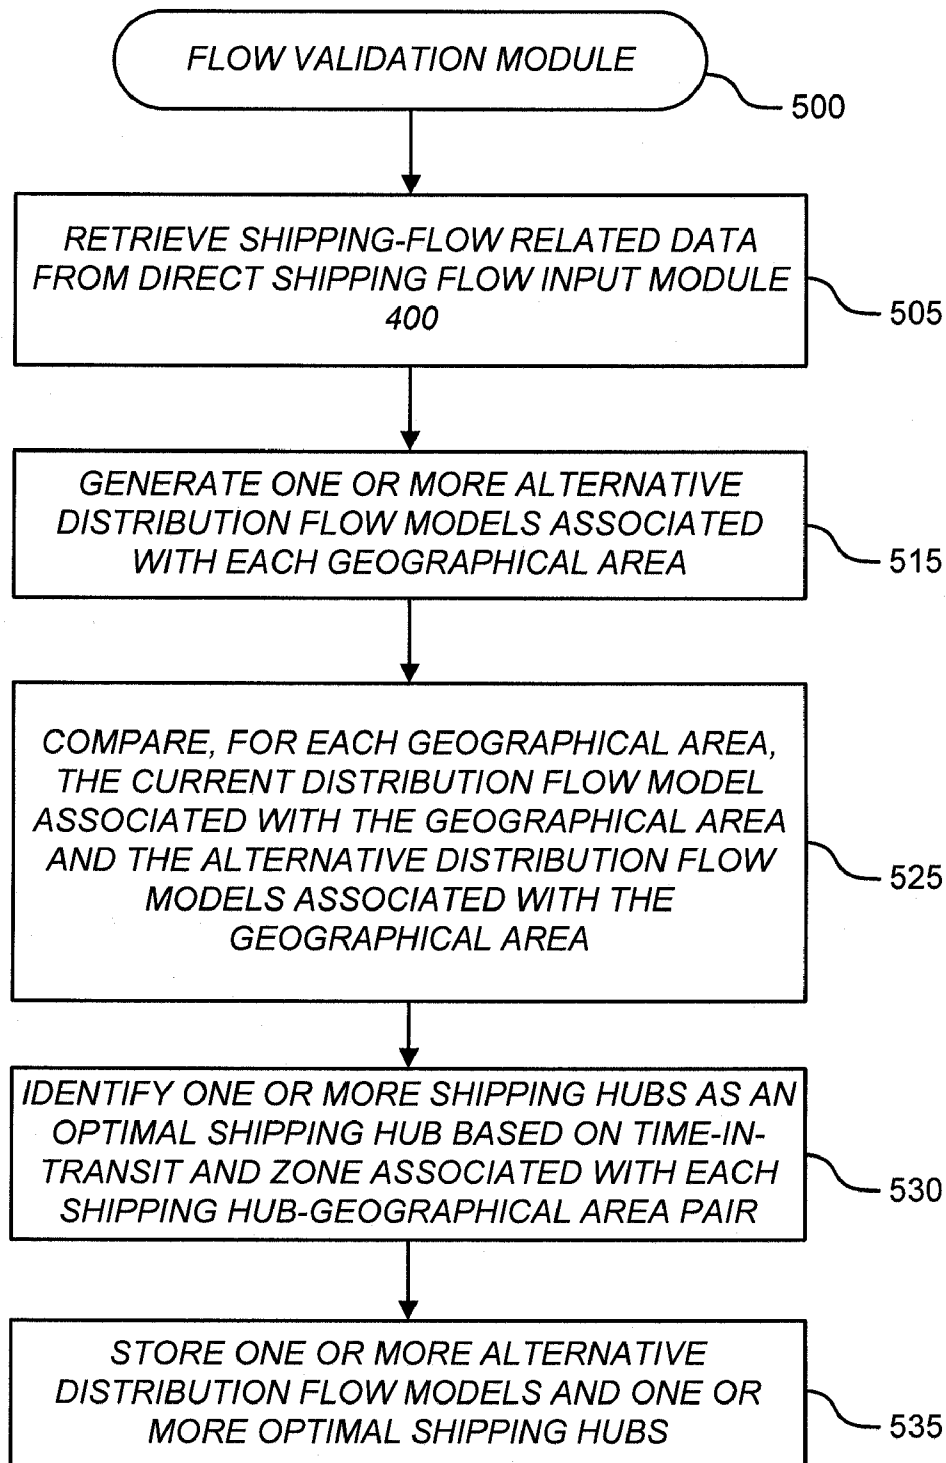 FLOW VALIDATION MODULE
500
RETRIEVE SHIPPING-FLOW RELATED DATA
FROM DIRECT SHIPPING FLOW INPUT MODULE
400
505
GENERATE ONE OR MORE ALTERNATIVE
DISTRIBUTION FLOW MODELS ASSOCIATED
WITH EACH GEOGRAPHICAL AREA
515
COMPARE, FOR EACH GEOGRAPHICAL AREA,
THE CURRENT DISTRIBUTION FLOW MODEL
ASSOCIATED WITH THE GEOGRAPHICAL AREA
AND THE ALTERNATIVE DISTRIBUTION FLOW
MODELS ASSOCIATED WITH THE
GEOGRAPHICAL AREA
525
IDENTIFY ONE OR MORE SHIPPING HUBS AS AN
OPTIMAL SHIPPING HUB BASED ON TIME-IN-
TRANSIT AND ZONE ASSOCIATED WITH EACH
SHIPPING HUB-GEOGRAPHICAL AREA PAIR
530
STORE ONE OR MORE ALTERNATIVE
DISTRIBUTION FLOW MODELS AND ONE OR
MORE OPTIMAL SHIPPING HUBS
535